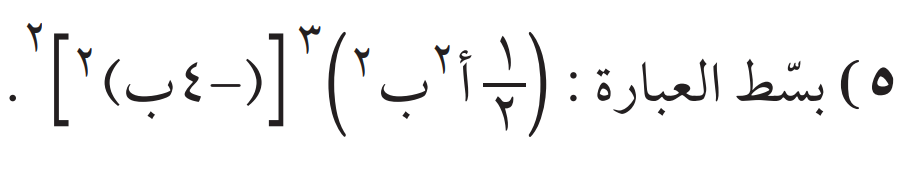 ٥) بسّط العبارة : (١/٢ أ^٢ ب^٢)^٣ [(−٤ب)^٢]^٢ .